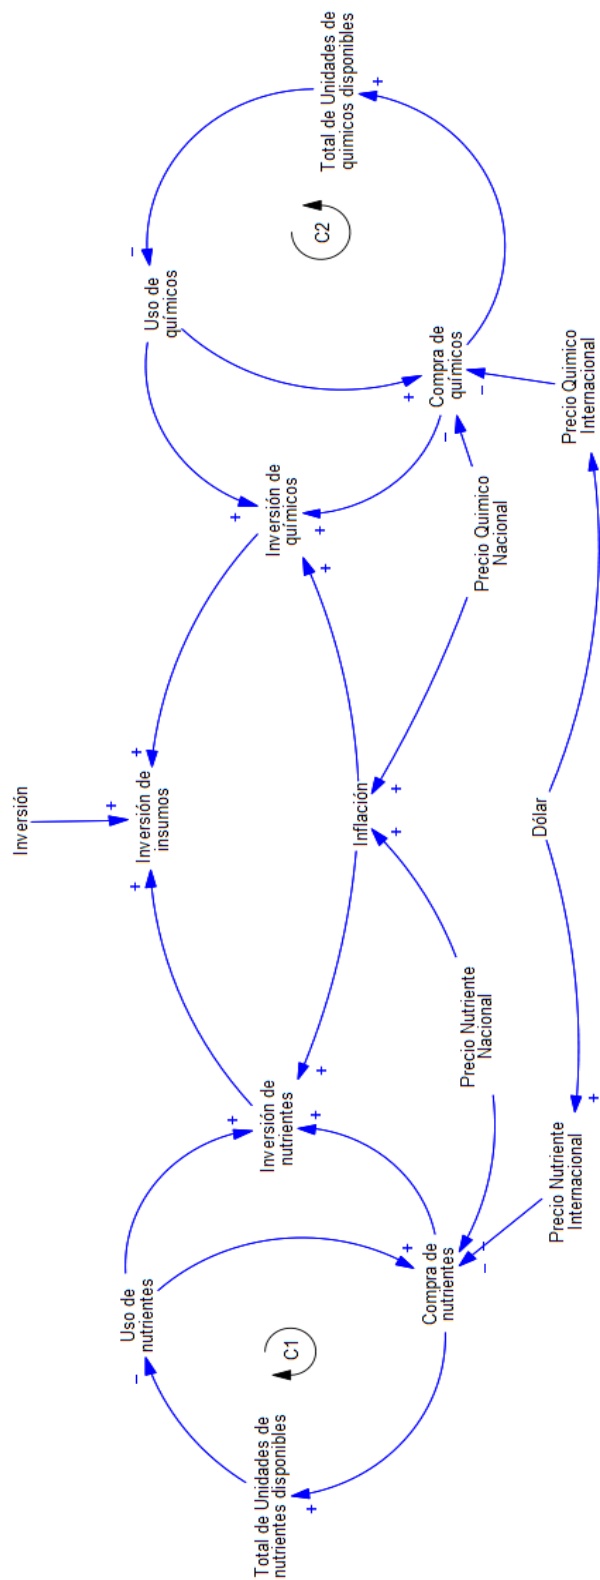 Inversión
Uso de
nutrientes
Inversión de
insumos
Uso de
químicos
Total de Unidades de
nutrientes disponibles
C1
Inversión de
nutrientes
Inversión de
químicos
C2
Total de Unidades de
químicos disponibles
Inflación
Compra de
nutrientes
Precio Nutriente
Nacional
Precio Quimico
Nacional
Compra de
químicos
Precio Nutriente
Internacional
Dólar
Precio Quimico
Internacional